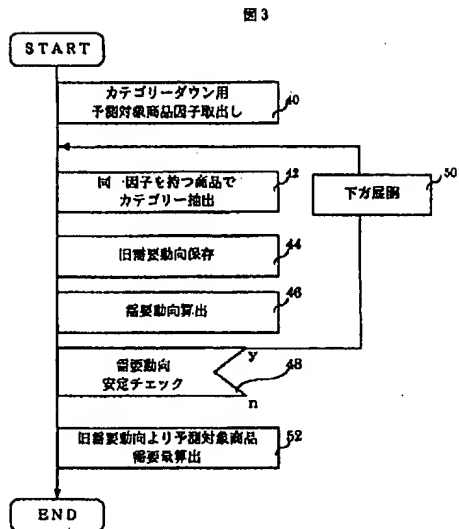 図3
START
カテゴリーダウン用
予測対象商品因子取出し
40
同一因子を持つ商品で
カテゴリー抽出
42
下方展開
50
旧需要動向保存
44
需要動向算出
46
需要動向
安定チェック
y
48
n
旧需要動向より予測対象商品
需要量算出
52
END